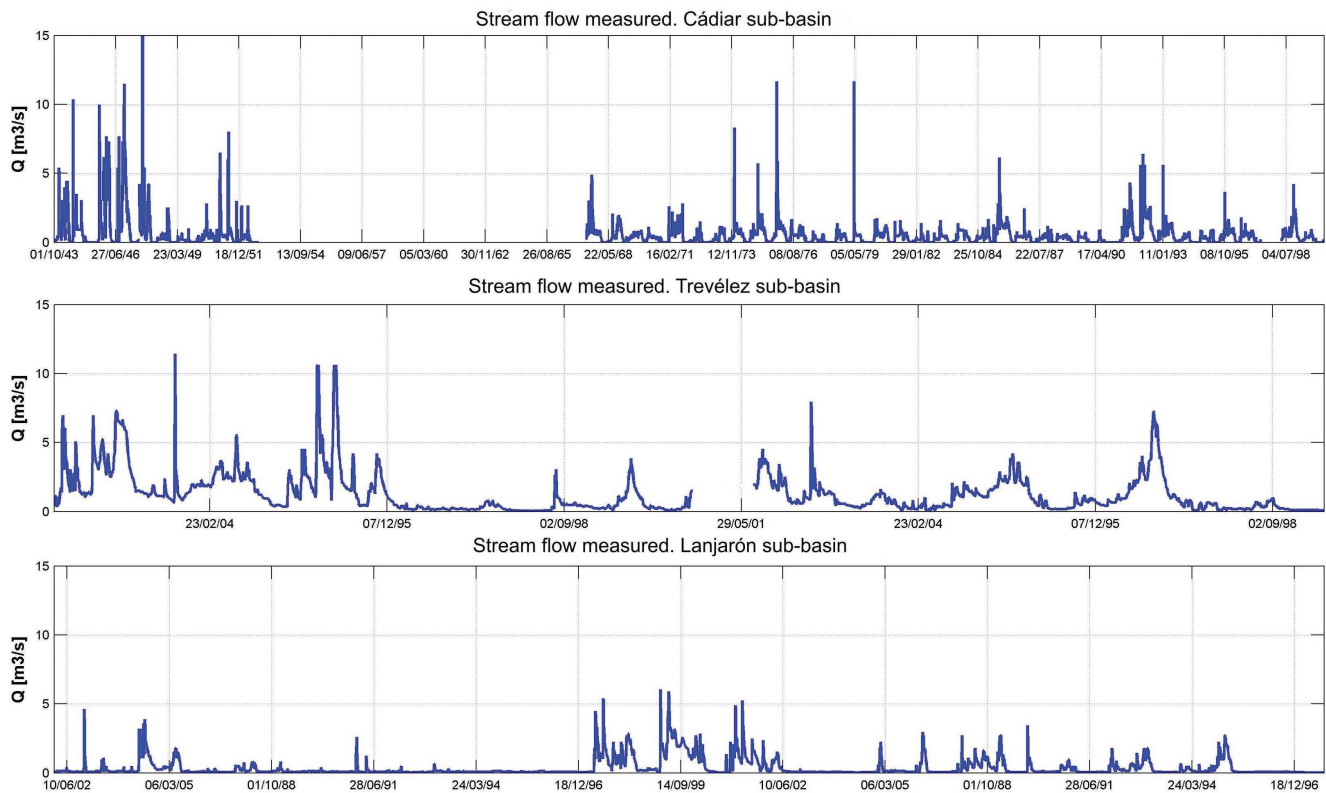 Stream flow measured. Cádiar sub-basin
15
10
5
0
Q [m3/s]
01/10/43 27/06/46 23/03/49 18/12/51 13/09/54 09/06/57 05/03/60 30/11/62 26/08/65 22/05/68 16/02/71 12/11/73 08/08/76 05/05/79 29/01/82 25/10/84 22/07/87 17/04/90 11/01/93 08/10/95 04/07/98
Stream flow measured. Trevélez sub-basin
15
10
5
0
Q [m3/s]
23/02/04 07/12/95 02/09/98 29/05/01 23/02/04 07/12/95 02/09/98
Stream flow measured. Lanjarón sub-basin
15
10
5
0
Q [m3/s]
10/06/02 06/03/05 01/10/88 28/06/91 24/03/94 18/12/96 14/09/99 10/06/02 06/03/05 01/10/88 28/06/91 24/03/94 18/12/96